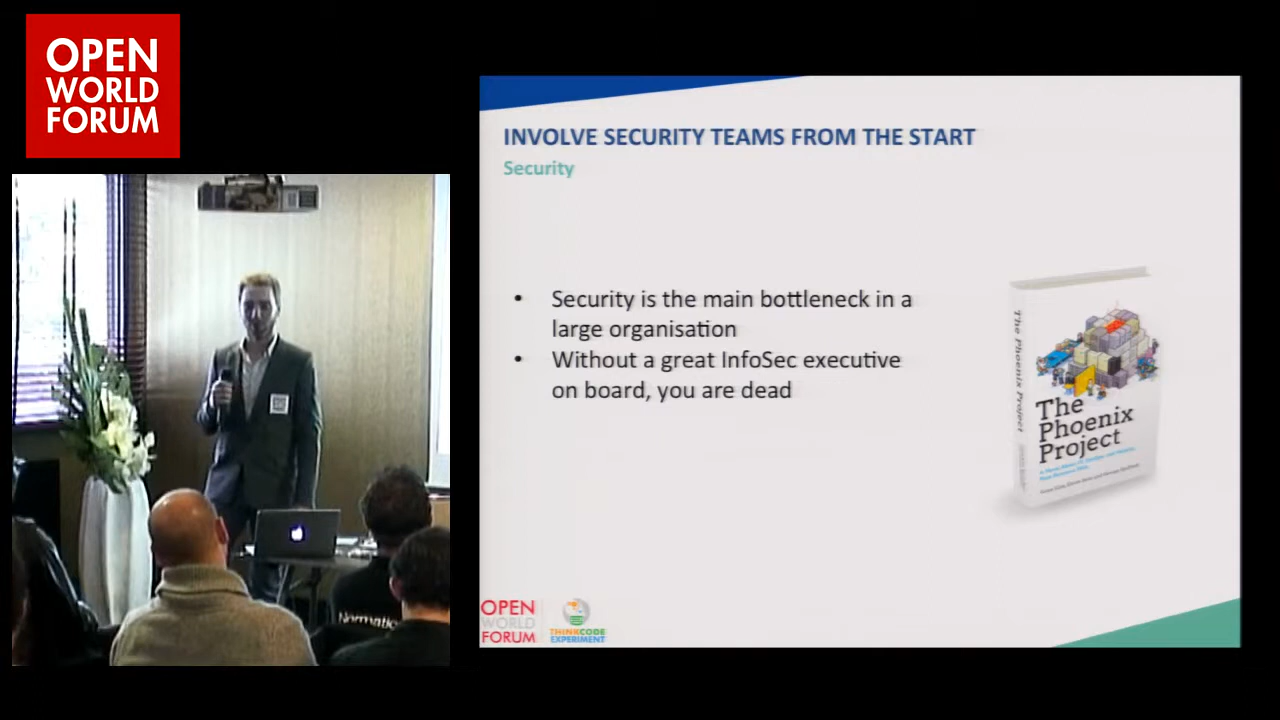 OPEN
WORLD
FORUM
INVOLVE SECURITY TEAMS FROM THE START
Security
• Security is the main bottleneck in a
large organisation
• Without a great InfoSec executive
on board, you are dead
The Phoenix Project
The
Phoenix
Project
Normatio
OPEN
WORLD
FORUM
THINKCODE
EXPERIMENT